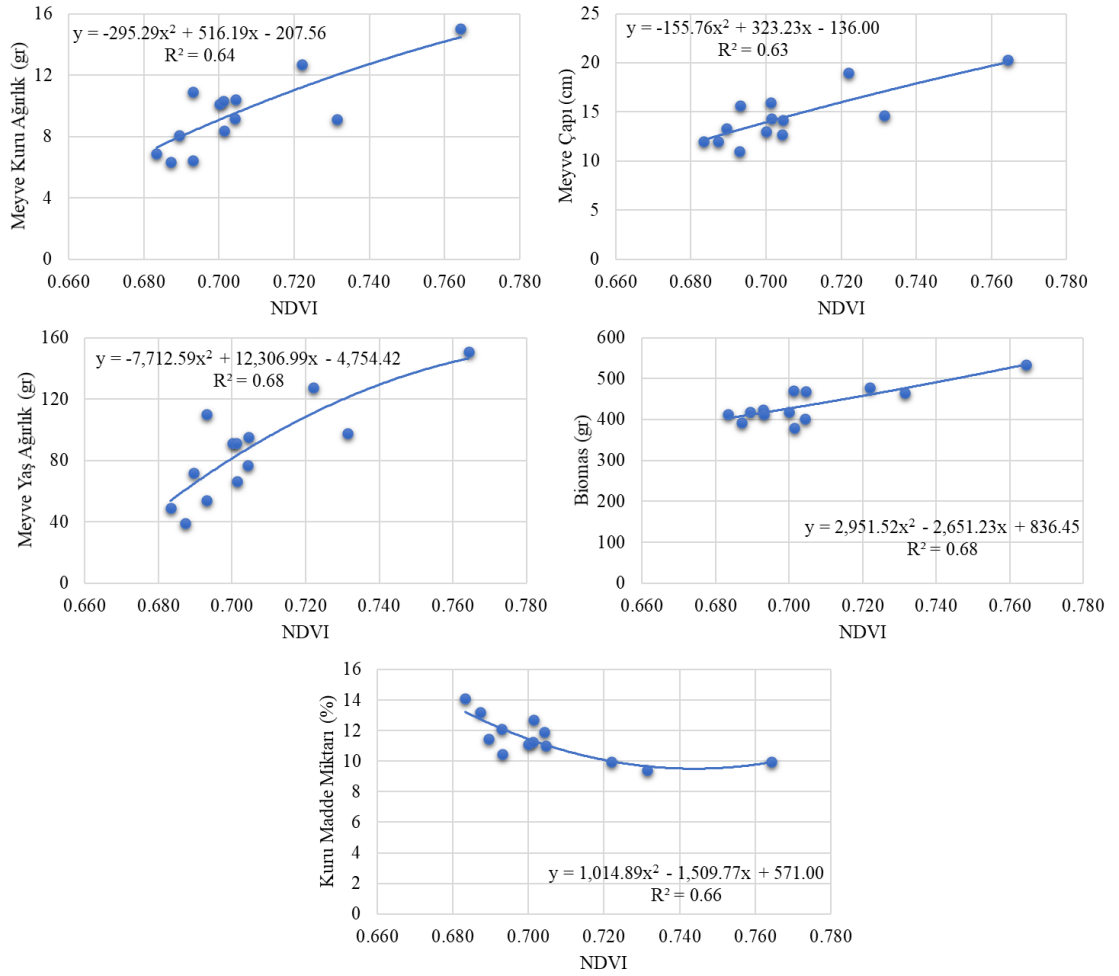 y = -295.29x² + 516.19x - 207.56
R² = 0.64
Meyve Kuru Ağırlık (gr)
16
12
8
4
0
0.660 0.680 0.700 0.720 0.740 0.760 0.780
NDVI
y = -155.76x² + 323.23x - 136.00
R² = 0.63
Meyve Çapı (cm)
25
20
15
10
5
0
0.660 0.680 0.700 0.720 0.740 0.760 0.780
NDVI
y = -7,712.59x² + 12,306.99x - 4,754.42
R² = 0.68
Meyve Yaş Ağırlık (gr)
160
120
80
40
0
0.660 0.680 0.700 0.720 0.740 0.760 0.780
NDVI
Biomas (gr)
600
500
400
300
200
100
0
y = 2,951.52x² - 2,651.23x + 836.45
R² = 0.68
0.660 0.680 0.700 0.720 0.740 0.760 0.780
NDVI
Kuru Madde Miktarı (%)
16
14
12
10
8
6
4
2
0
y = 1,014.89x² - 1,509.77x + 571.00
R² = 0.66
0.660 0.680 0.700 0.720 0.740 0.760 0.780
NDVI